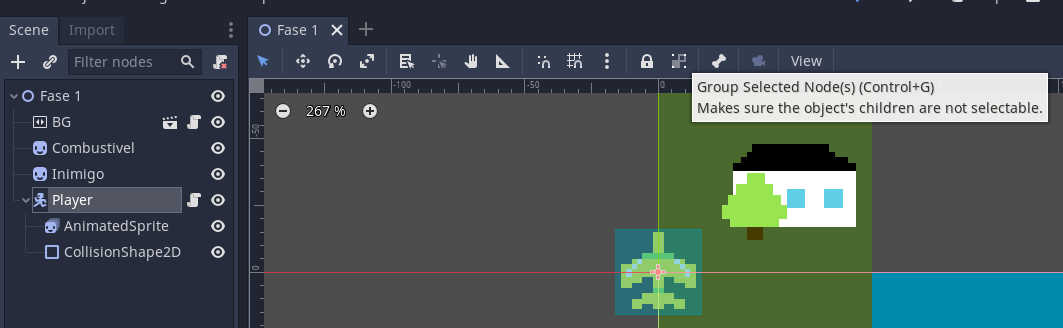 Scene
Import
Fase 1
Filter nodes
View
Fase 1
BG
Combustivel
Inimigo
Player
AnimatedSprite
CollisionShape2D
-100
-50
0
-50
0
267 %
Group Selected Node(s) (Control+G)
Makes sure the object's children are not selectable.